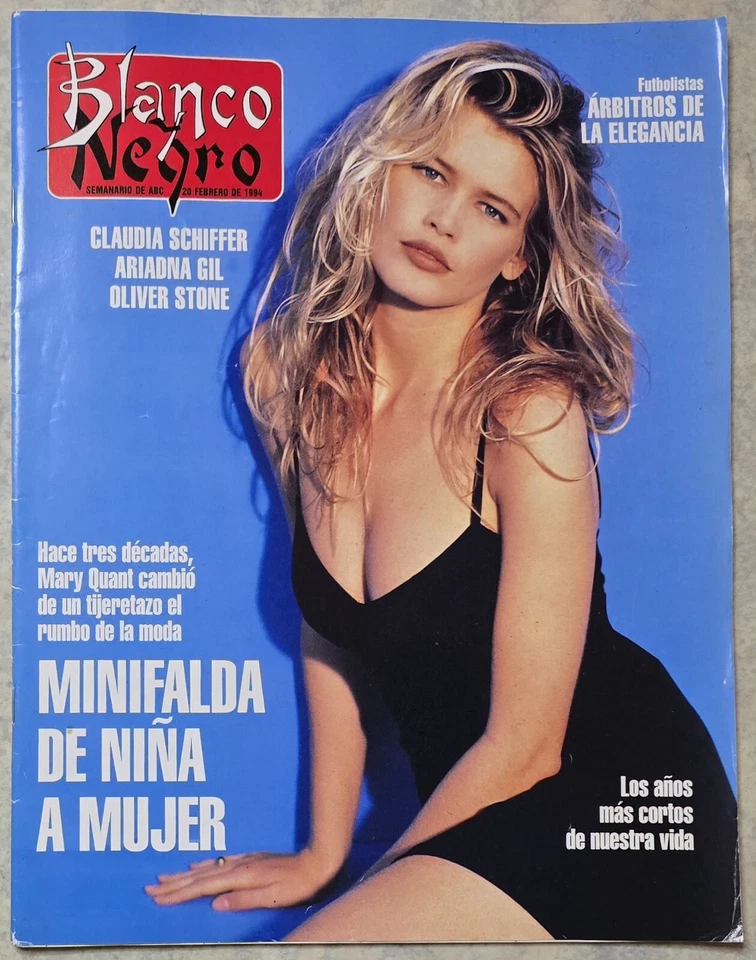 Blanco
y
Negro
SEMANARIO DE ABC 20 FEBRERO DE 1994
Futbolistas
ÁRBITROS DE
LA ELEGANCIA
CLAUDIA SCHIFFER
ARIADNA GIL
OLIVER STONE
Hace tres décadas,
Mary Quant cambió
de un tijeretazo el
rumbo de la moda
MINIFALDA
DE NIÑA
A MUJER
Los años
más cortos
de nuestra vida